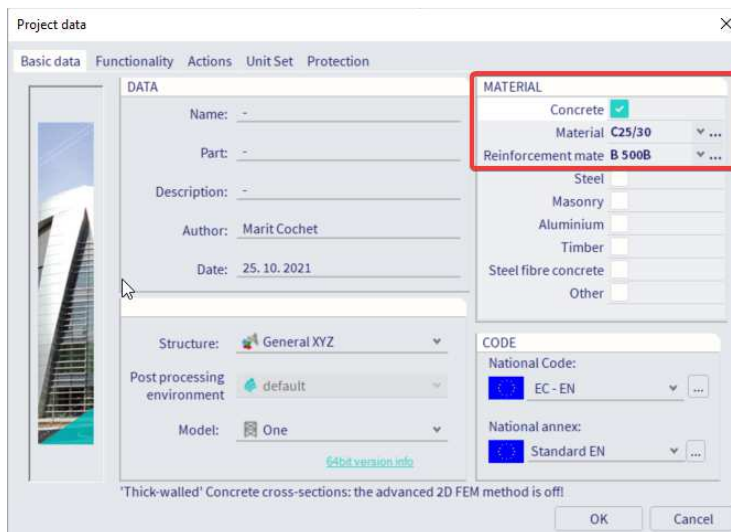 Project data
Basic data Functionality Actions Unit Set Protection
DATA
Name: -
Part: -
Description: -
Author: Marit Cochet
Date: 25. 10. 2021
Structure: General XYZ
Post processing environment default
Model: One
64bit version info
MATERIAL
Concrete
Material C25/30 ...
Reinforcement mate B 500B ...
Steel
Masonry
Aluminium
Timber
Steel fibre concrete
Other
CODE
National Code:
EC - EN ...
National annex:
Standard EN ...
'Thick-walled' Concrete cross-sections: the advanced 2D FEM method is off!
OK Cancel